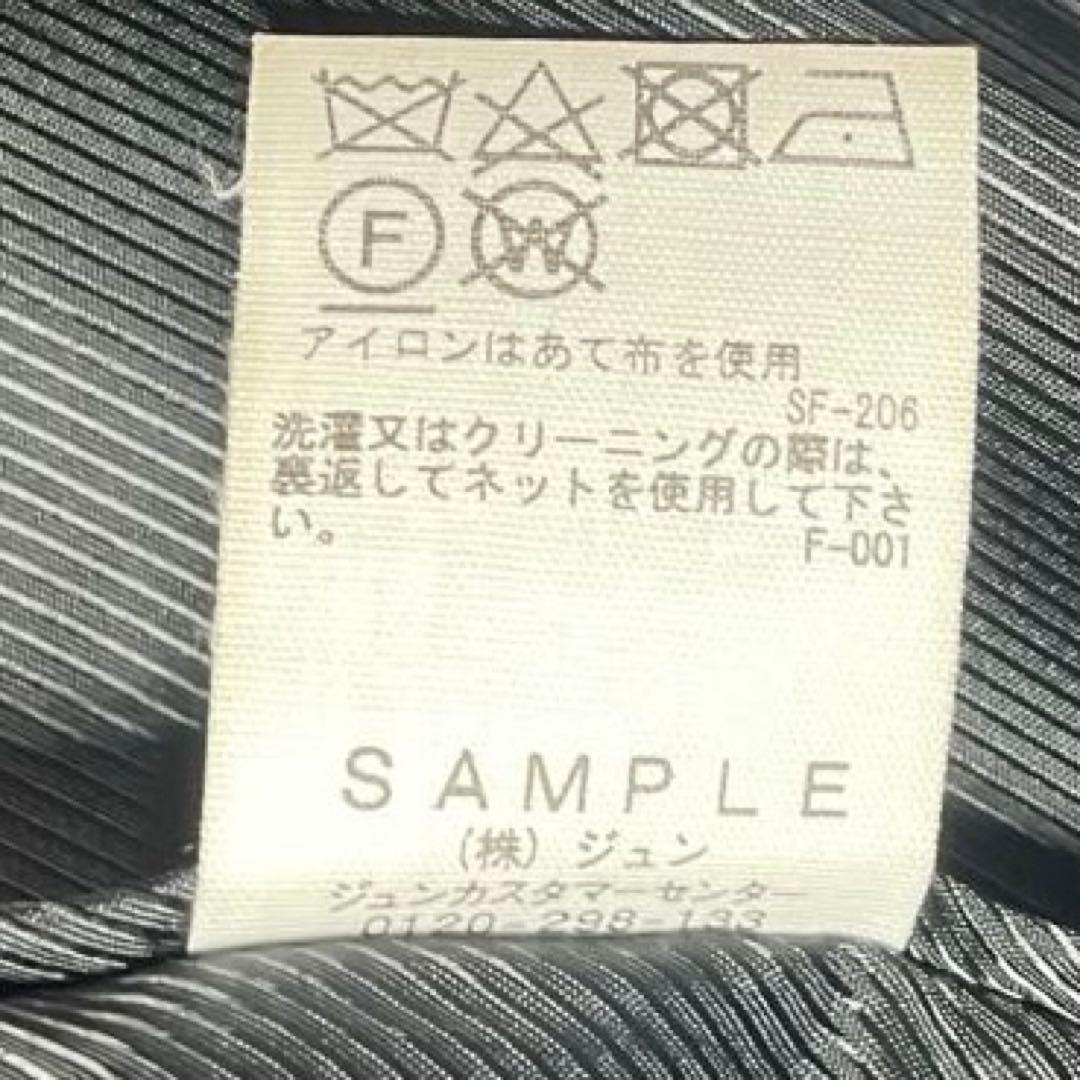 F
W
アイロンはあて布を使用
SF-206
洗濯又はクリーニングの際は、
裏返してネットを使用して下さ
い。
F-001
SAMPLE
(株)ジュン
ジュンカスタマーセンター
0120-298-133